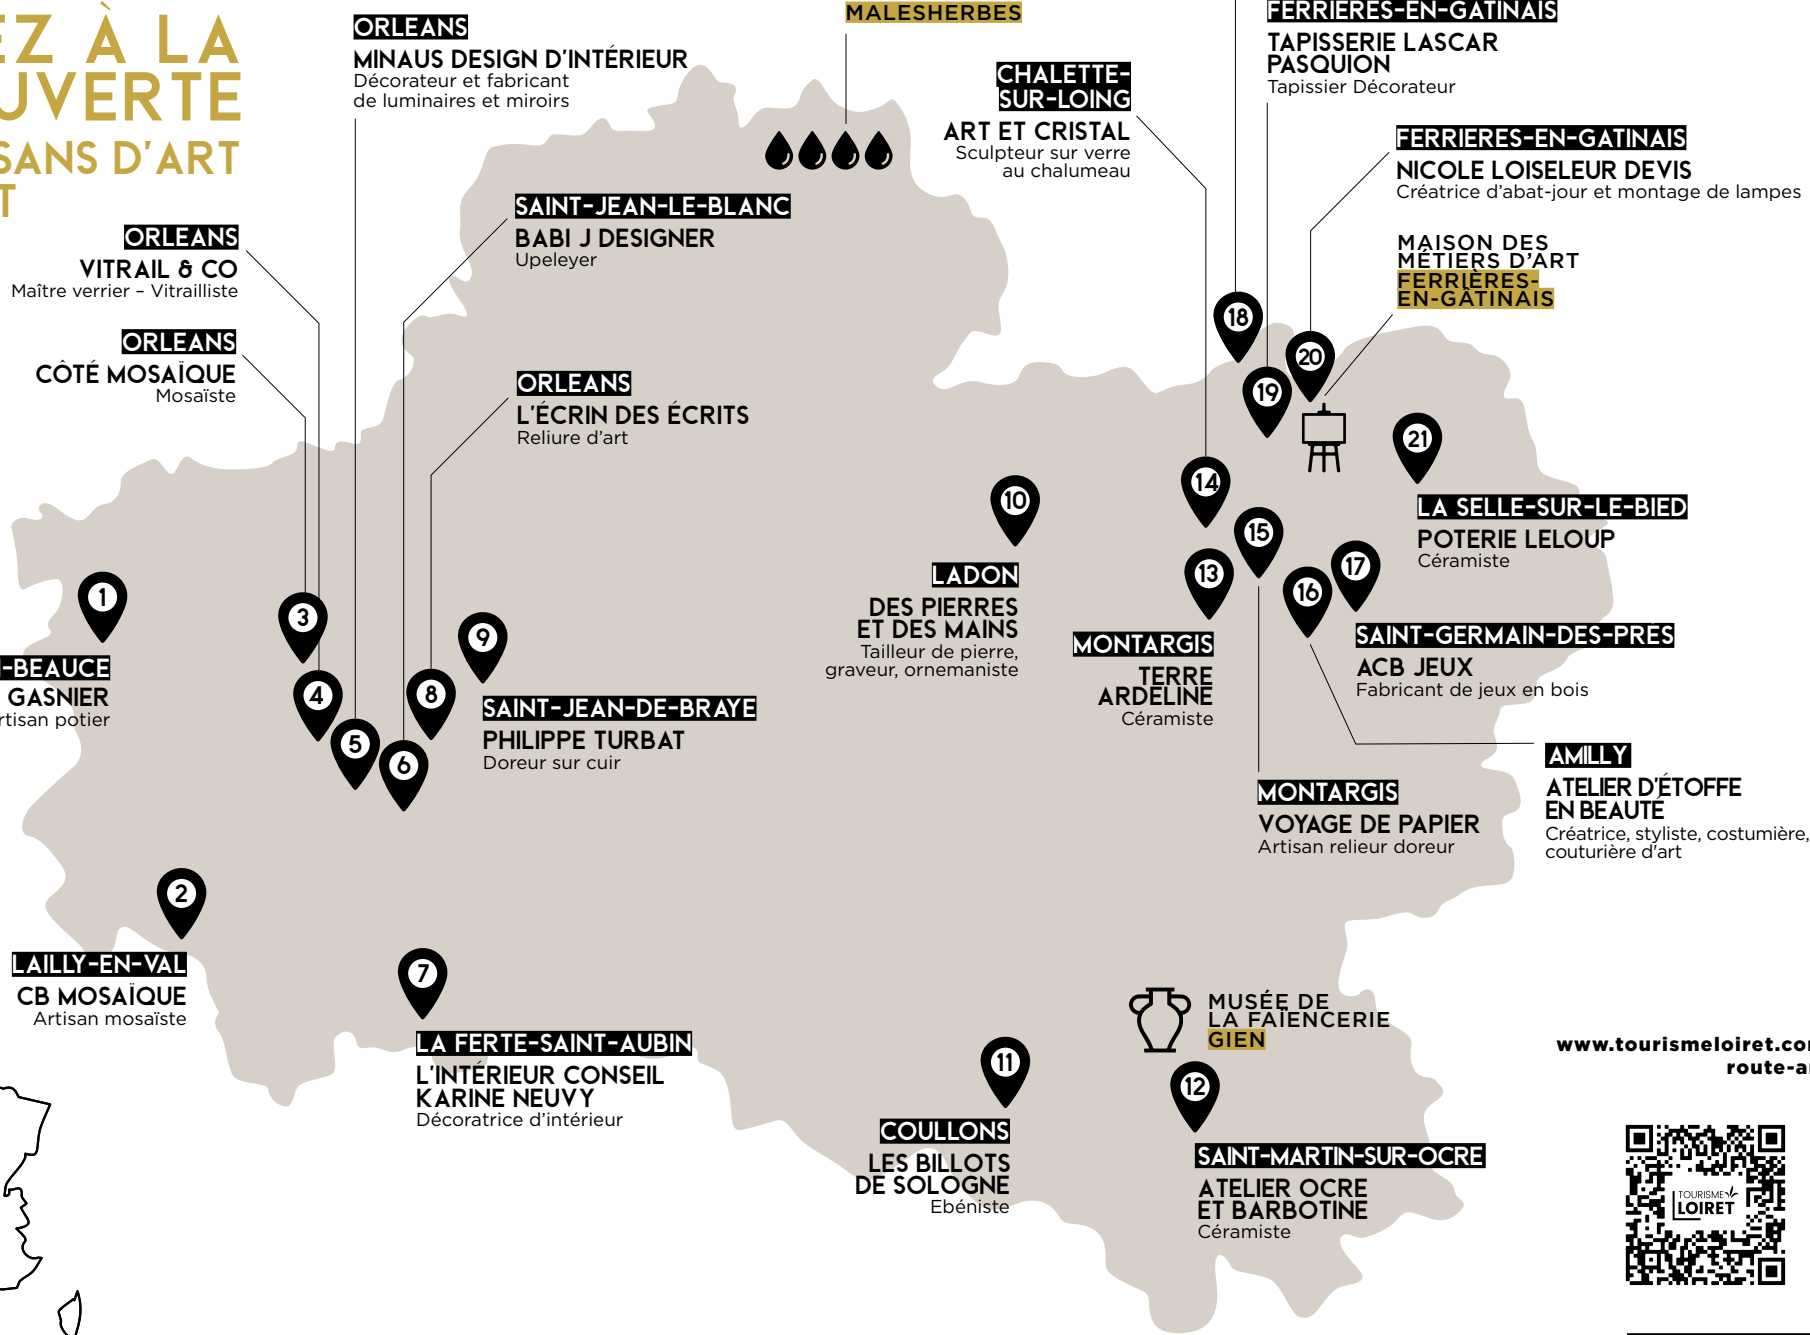 À LA
SANS D'ART
ORLEANS
MINAUS DESIGN D'INTÉRIEUR
Décorateur et fabricant
de luminaires et miroirs
MALESHERBES
CHALETTE-
SUR-LOING
ART ET CRISTAL
Sculpteur sur verre
au chalumeau
FERRIERES-EN-GATINAIS
TAPISSERIE LASCAR
PASQUION
Tapissier Décorateur
FERRIERES-EN-GATINAIS
NICOLE LOISELEUR DEVIS
Créatrice d'abat-jour et montage de lampes
MAISON DES
MÉTIERS D'ART
FERRIÈRES-
EN-GÂTINAIS
ORLEANS
VITRAIL & CO
Maître verrier – Vitrailliste
SAINT-JEAN-LE-BLANC
BABI J DESIGNER
Upeleyer
ORLEANS
CÔTÉ MOSAÏQUE
Mosaïste
ORLEANS
L'ÉCRIN DES ÉCRITS
Reliure d'art
18
20
19
21
14
10
15
LA SELLE-SUR-LE-BIED
POTERIE LELOUP
Céramiste
13
16
17
LADON
DES PIERRES
ET DES MAINS
Tailleur de pierre,
graveur, ornemaniste
1
-BEAUCE
GASNIER
rtisan potier
3
4
5
6
8
9
SAINT-JEAN-DE-BRAYE
PHILIPPE TURBAT
Doreur sur cuir
MONTARGIS
TERRE
ARDELINE
Céramiste
SAINT-GERMAIN-DES-PRÉS
ACB JEUX
Fabricant de jeux en bois
MONTARGIS
VOYAGE DE PAPIER
Artisan relieur doreur
AMILLY
ATELIER D'ÉTOFFE
EN BEAUTÉ
Créatrice, styliste, costumière,
couturière d'art
2
LAILLY-EN-VAL
CB MOSAÏQUE
Artisan mosaïste
7
LA FERTE-SAINT-AUBIN
L'INTÉRIEUR CONSEIL
KARINE NEUVY
Décoratrice d'intérieur
MUSÉE DE
LA FAÏENCERIE
GIEN
11
COULLONS
LES BILLOTS
DE SOLOGNE
Ebéniste
12
SAINT-MARTIN-SUR-OCRE
ATELIER OCRE
ET BARBOTINE
Céramiste
www.tourismeloiret.co
route-a
TOURISME
LOIRET